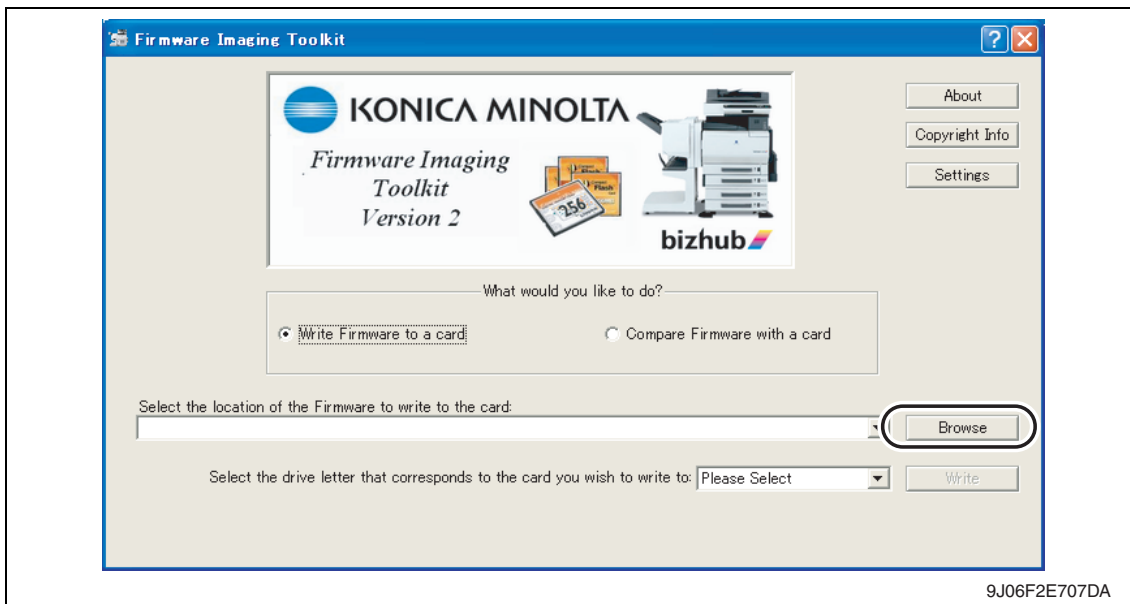 Firmware Imaging Toolkit
KONICA MINOLTA
Firmware Imaging
Toolkit
Version 2
Flash
256
bizhub
About
Copyright Info
Settings
What would you like to do?
Write Firmware to a card
Compare Firmware with a card
Select the location of the Firmware to write to the card:
Browse
Select the drive letter that corresponds to the card you wish to write to: Please Select
Write
9J06F2E707DA